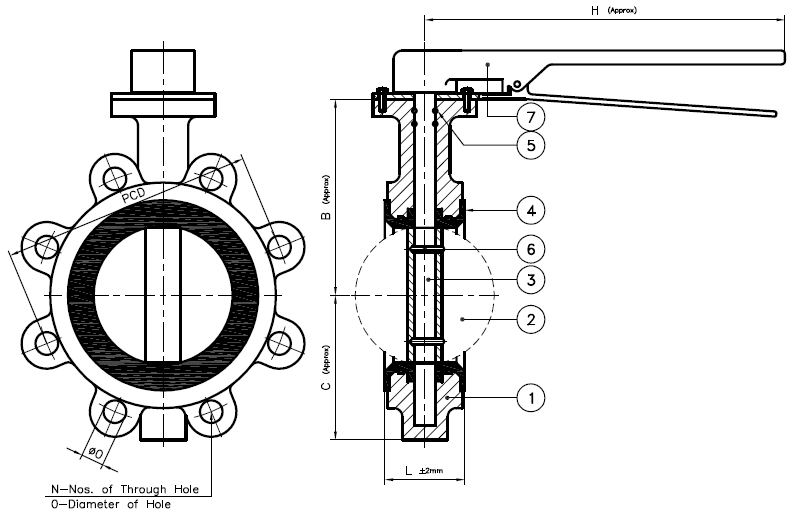 H (Approx)
7
5
PCD
B (Approx)
4
6
3
2
C (Approx)
1
øO
L ±2mm
N-Nos. of Through Hole
O-Diameter of Hole